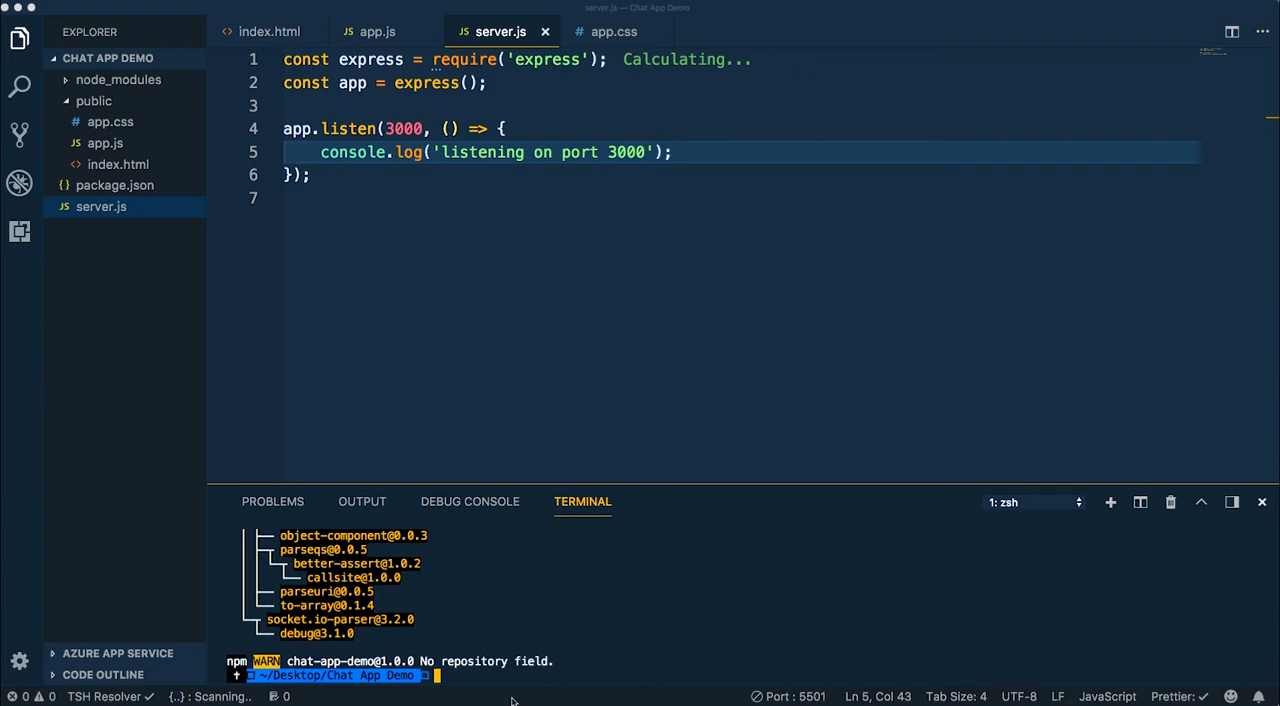 server.js — Chat App Demo
EXPLORER
CHAT APP DEMO
node_modules
public
# app.css
JS app.js
<> index.html
{} package.json
JS server.js
AZURE APP SERVICE
CODE OUTLINE
<> index.html
JS app.js
JS server.js ×
# app.css
1 const express = require('express'); Calculating...
2 const app = express();
3
4 app.listen(3000, () => {
5 console.log('listening on port 3000');
6 });
7
PROBLEMS OUTPUT DEBUG CONSOLE TERMINAL 1: zsh
object-component@0.0.3
parseqs@0.0.5
better-assert@1.0.2
callsite@1.0.0
parseuri@0.0.5
to-array@0.1.4
socket.io-parser@3.2.0
debug@3.1.0
npm WARN chat-app-demo@1.0.0 No repository field.
~/Desktop/Chat App Demo
0 0 TSH Resolver ✓ {..} : Scanning.. 0 Port : 5501 Ln 5, Col 43 Tab Size: 4 UTF-8 LF JavaScript Prettier: ✓